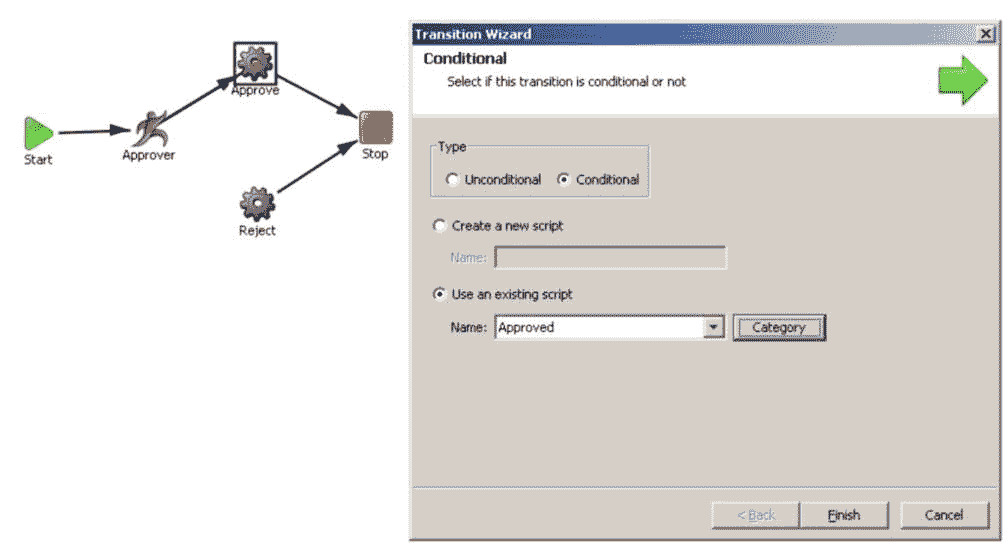 Approve
Start
Approver
Stop
Reject
Transition Wizard
Conditional
Select if this transition is conditional or not
Type
Unconditional
Conditional
Create a new script
Name:
Use an existing script
Name:
Approved
Category
< Back
Finish
Cancel